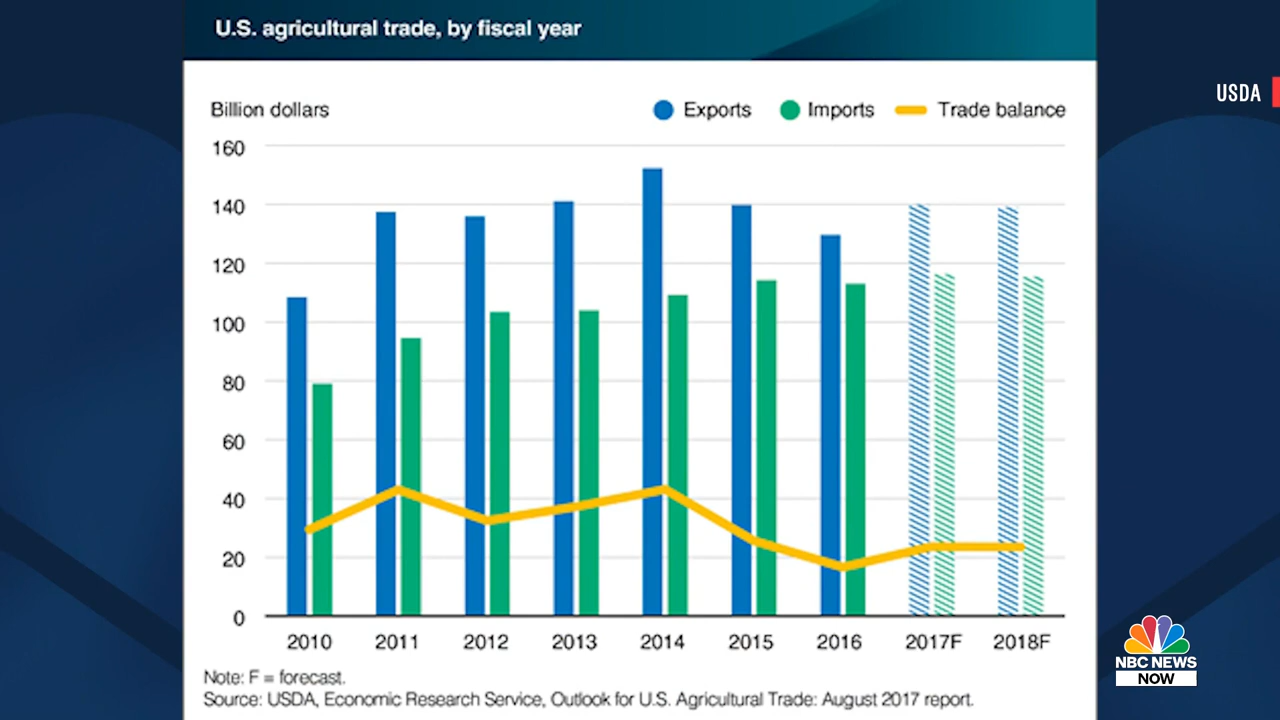 U.S. agricultural trade, by fiscal year
USDA
Billion dollars
Exports
Imports
Trade balance
160
140
120
100
80
60
40
20
0
2010 2011 2012 2013 2014 2015 2016 2017F 2018F
Note: F = forecast.
Source: USDA, Economic Research Service, Outlook for U.S. Agricultural Trade: August 2017 report.
NBC NEWS
NOW